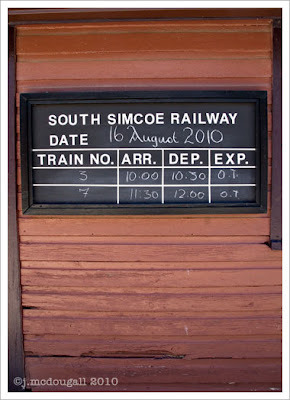 SOUTH SIMCOE RAILWAY
DATE 16 August 2010
TRAIN NO. ARR. DEP. EXP.
3 10:00 10:30 O.T.
7 11:30 12:00 O.T
©j.mcdougall 2010